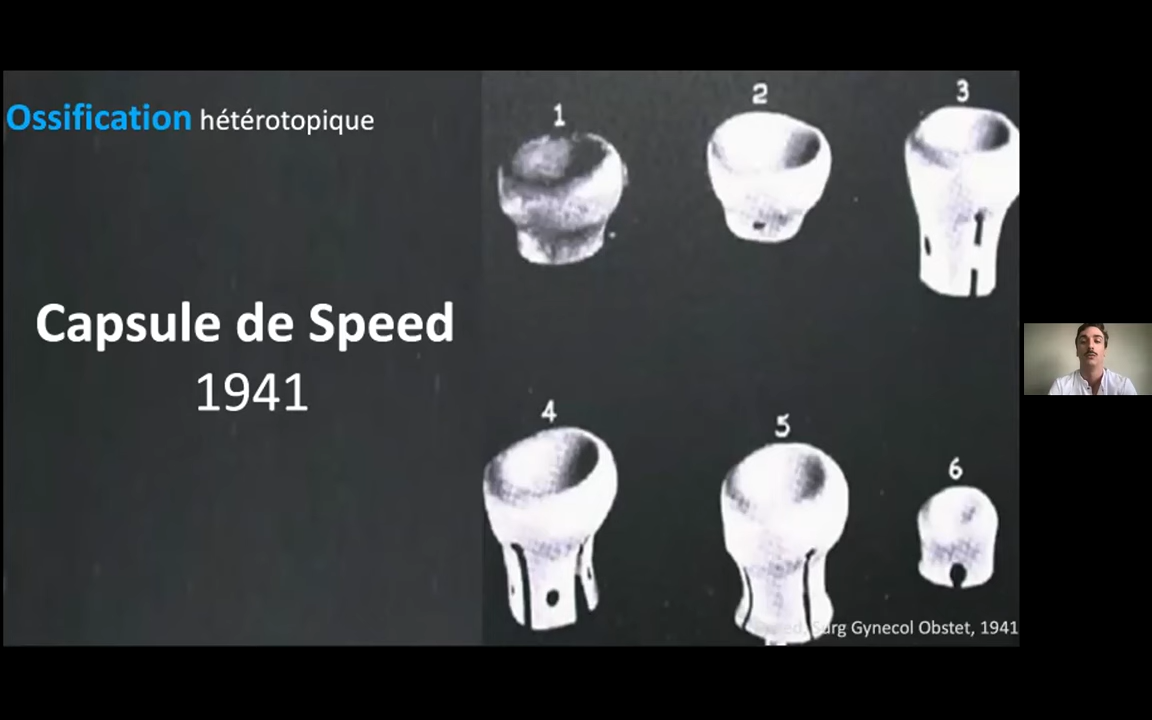 Ossification hétérotopique
Capsule de Speed
1941
1
2
3
4
5
6
Surg Gynecol Obstet, 1941